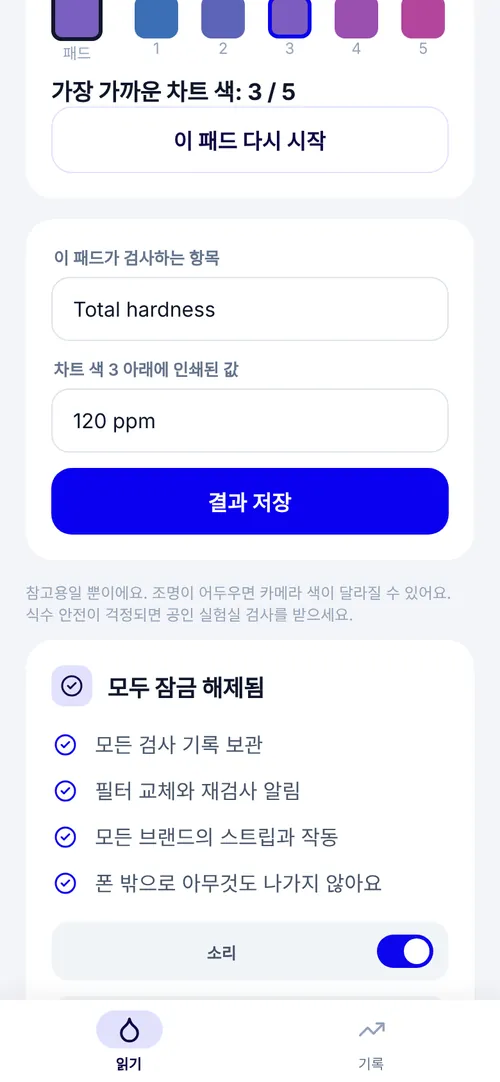 패드
1
2
3
4
5
가장 가까운 차트 색: 3 / 5
이 패드 다시 시작
이 패드가 검사하는 항목
Total hardness
차트 색 3 아래에 인쇄된 값
120 ppm
결과 저장
참고용일 뿐이에요. 조명이 어두우면 카메라 색이 달라질 수 있어요.
식수 안전이 걱정되면 공인 실험실 검사를 받으세요.
모두 잠금 해제됨
모든 검사 기록 보관
필터 교체와 재검사 알림
모든 브랜드의 스트립과 작동
폰 밖으로 아무것도 나가지 않아요
소리
읽기
기록